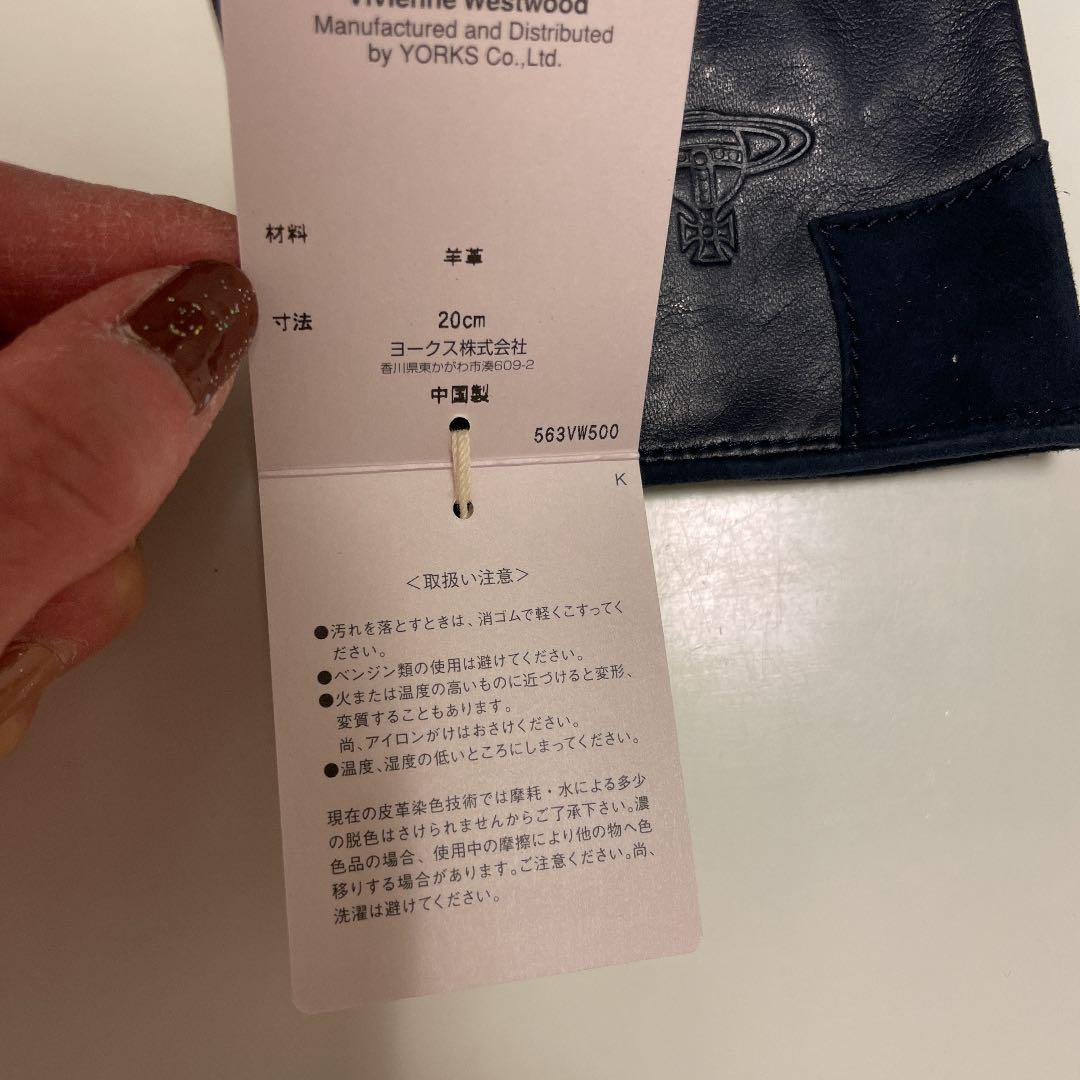 Vivienne Westwood
Manufactured and Distributed
by YORKS Co.,Ltd.
材料
羊革
寸法 20cm
ヨークス株式会社
香川県東かがわ市湊609-2
中国製
563VW500
K
＜取扱い注意＞
●汚れを落とすときは、消ゴムで軽くこすってく
ださい。
●ベンジン類の使用は避けてください。
●火または温度の高いものに近づけると変形、
変質することもあります。
尚、アイロンがけはおさけください。
●温度、湿度の低いところにしまってください。
現在の皮革染色技術では摩耗・水による多少
の脱色はさけられませんからご了承下さい。濃
色品の場合、使用中の摩擦により他の物へ色
移りする場合があります。ご注意ください。尚、
洗濯は避けてください。